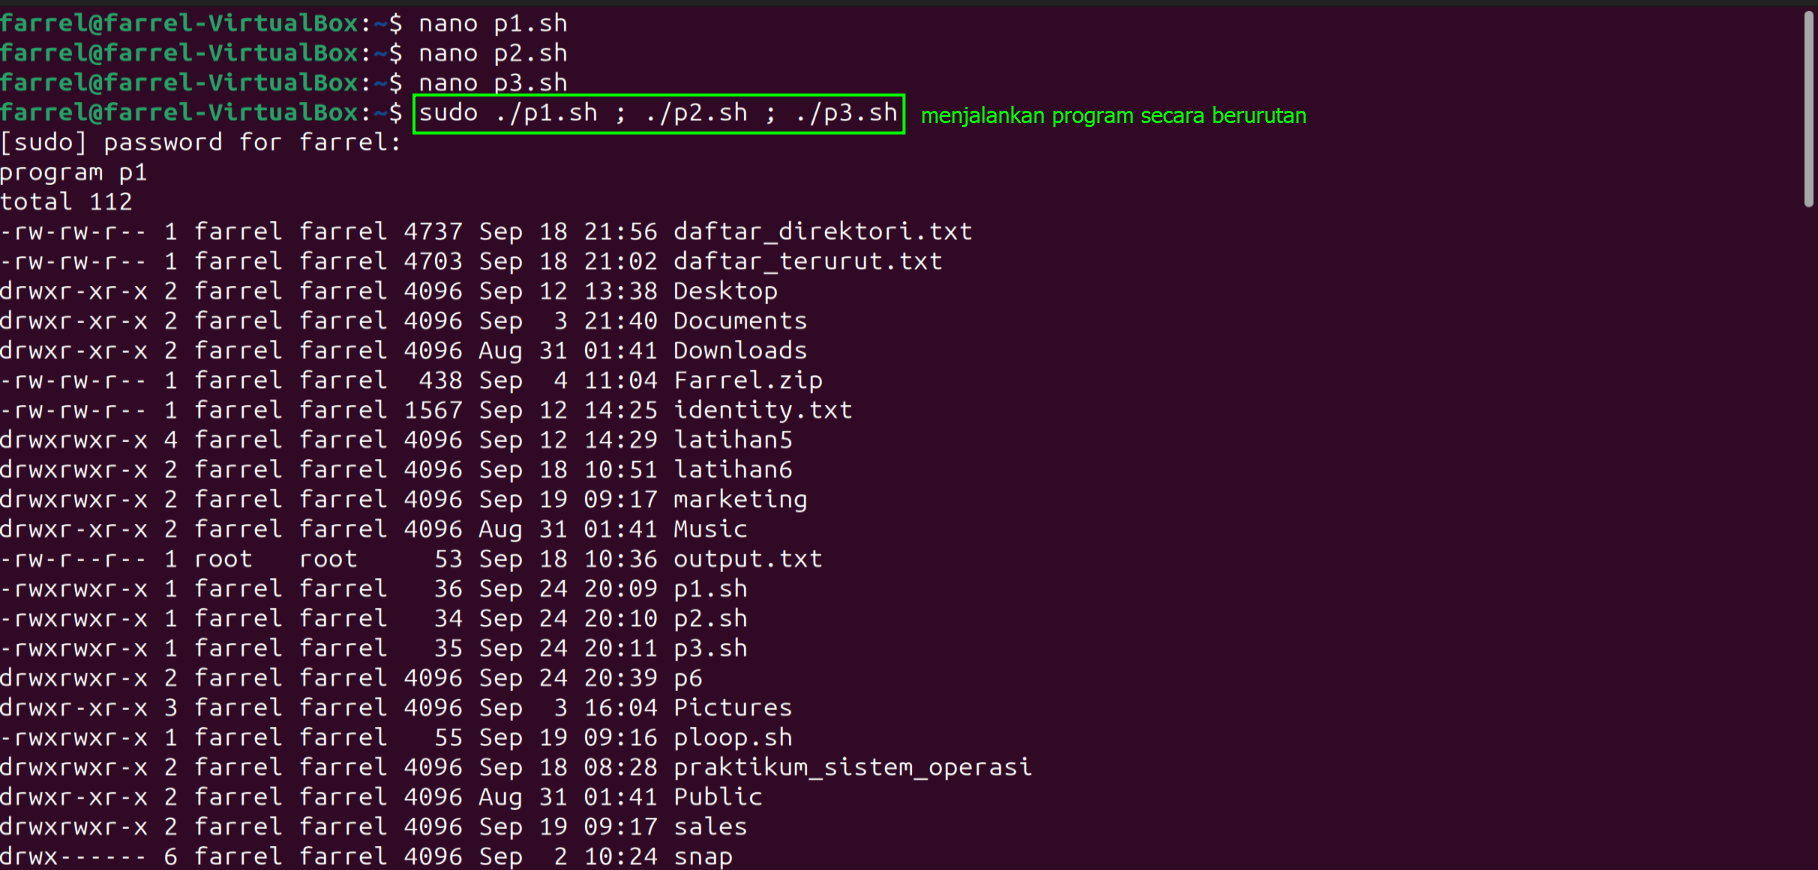 farrel@farrel-VirtualBox:~$ nano p1.sh
farrel@farrel-VirtualBox:~$ nano p2.sh
farrel@farrel-VirtualBox:~$ nano p3.sh
farrel@farrel-VirtualBox:~$ sudo ./p1.sh ; ./p2.sh ; ./p3.sh menjalankan program secara berurutan
[sudo] password for farrel:
program p1
total 112
-rw-rw-r-- 1 farrel farrel 4737 Sep 18 21:56 daftar_direktori.txt
-rw-rw-r-- 1 farrel farrel 4703 Sep 18 21:02 daftar_terurut.txt
drwxr-xr-x 2 farrel farrel 4096 Sep 12 13:38 Desktop
drwxr-xr-x 2 farrel farrel 4096 Sep  3 21:40 Documents
drwxr-xr-x 2 farrel farrel 4096 Aug 31 01:41 Downloads
-rw-rw-r-- 1 farrel farrel  438 Sep  4 11:04 Farrel.zip
-rw-rw-r-- 1 farrel farrel 1567 Sep 12 14:25 identity.txt
drwxrwxr-x 4 farrel farrel 4096 Sep 12 14:29 latihan5
drwxrwxr-x 2 farrel farrel 4096 Sep 18 10:51 latihan6
drwxrwxr-x 2 farrel farrel 4096 Sep 19 09:17 marketing
drwxr-xr-x 2 farrel farrel 4096 Aug 31 01:41 Music
-rw-r--r-- 1 root   root     53 Sep 18 10:36 output.txt
-rwxrwxr-x 1 farrel farrel   36 Sep 24 20:09 p1.sh
-rwxrwxr-x 1 farrel farrel   34 Sep 24 20:10 p2.sh
-rwxrwxr-x 1 farrel farrel   35 Sep 24 20:11 p3.sh
drwxrwxr-x 2 farrel farrel 4096 Sep 24 20:39 p6
drwxr-xr-x 3 farrel farrel 4096 Sep  3 16:04 Pictures
-rwxrwxr-x 1 farrel farrel   55 Sep 19 09:16 ploop.sh
drwxrwxr-x 2 farrel farrel 4096 Sep 18 08:28 praktikum_sistem_operasi
drwxr-xr-x 2 farrel farrel 4096 Aug 31 01:41 Public
drwxrwxr-x 2 farrel farrel 4096 Sep 19 09:17 sales
drwx------ 6 farrel farrel 4096 Sep  2 10:24 snap